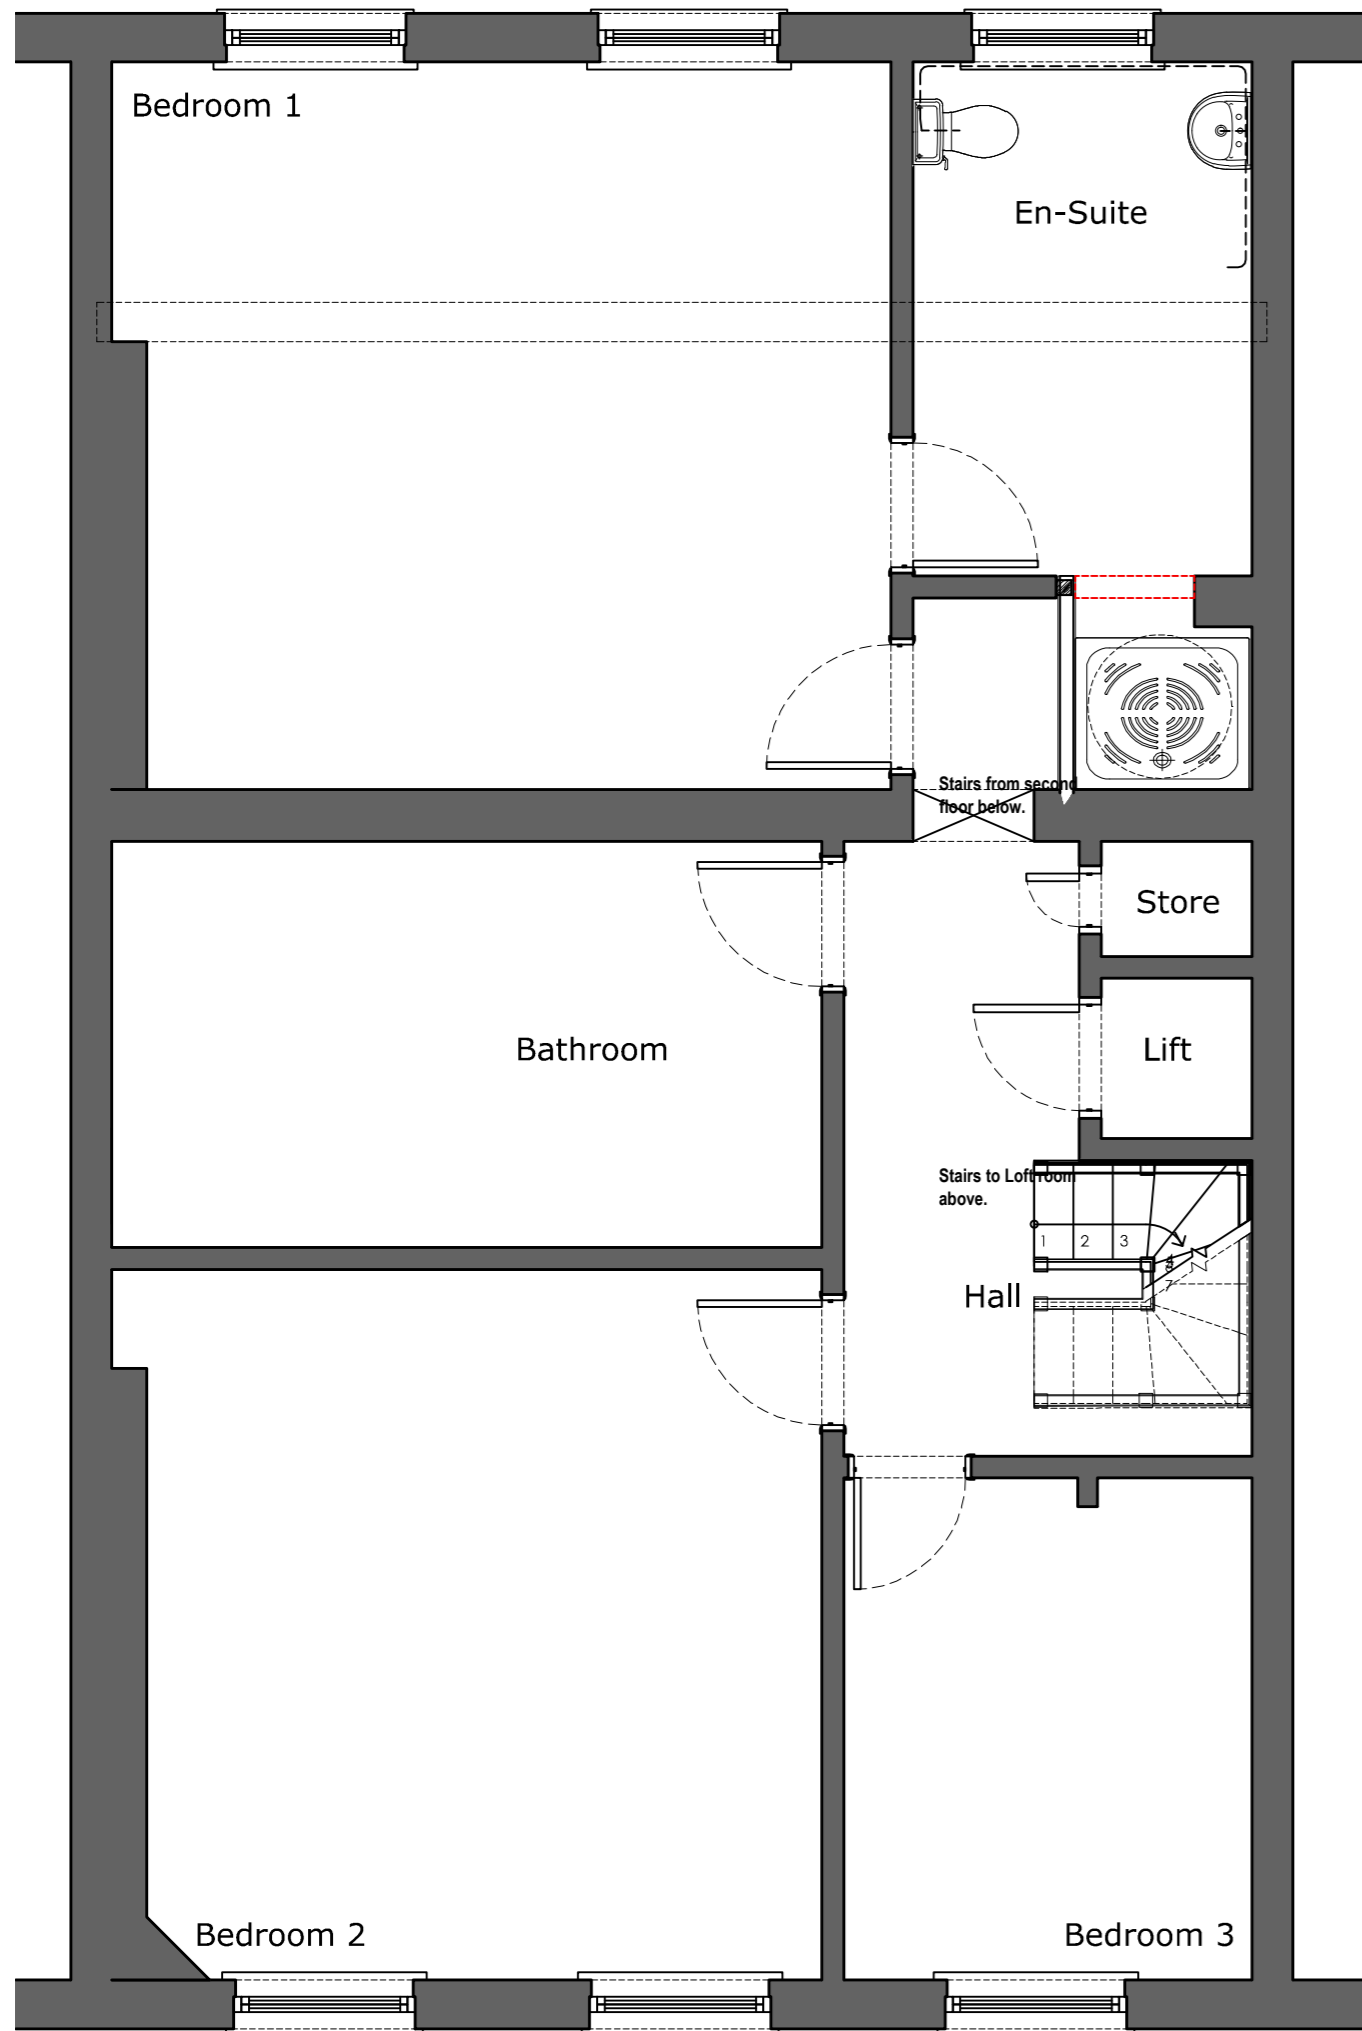 Bedroom 1
En-Suite
Stairs from second
floor below.
Store
Bathroom
Lift
Stairs to Loft room
above.
1 2 3
7
Hall
Bedroom 2
Bedroom 3